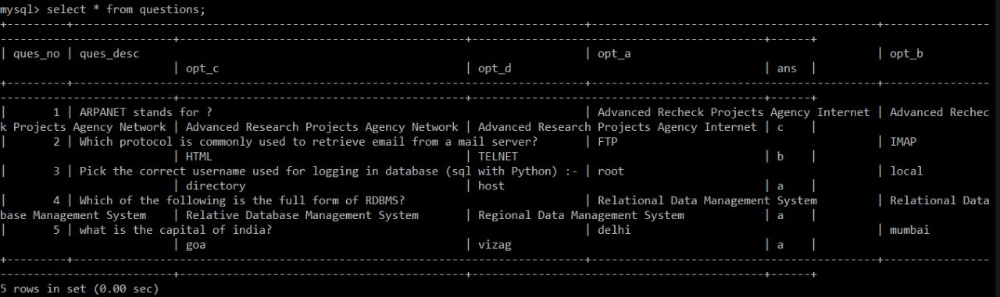 mysql> select * from questions;
+---------+------------------------------------------------------------------+--------------------------------------+---------------
-----------------------+--------------------------------------+--------------------------------------+------+
| ques_no | ques_desc                                                        | opt_a                                | opt_b
                       | opt_c                                | opt_d                                | ans  |
+---------+------------------------------------------------------------------+--------------------------------------+---------------
-----------------------+--------------------------------------+--------------------------------------+------+
|       1 | ARPANET stands for ?                                             | Advanced Recheck Projects Agency Internet | Advanced Rechec
k Projects Agency Network | Advanced Research Projects Agency Network | Advanced Research Projects Agency Internet | c    |
|       2 | Which protocol is commonly used to retrieve email from a mail server? | FTP                                  | IMAP
                       | HTML                                 | TELNET                               | b    |
|       3 | Pick the correct username used for logging in database (sql with Python) :- | root                                 | local
                       | directory                            | host                                 | a    |
|       4 | Which of the following is the full form of RDBMS?                | Relational Data Management System    | Relational Data
base Management System | Relative Database Management System  | Regional Data Management System      | a    |
|       5 | what is the capital of india?                                    | delhi                                | mumbai
                       | goa                                  | vizag                                | a    |
+---------+------------------------------------------------------------------+--------------------------------------+---------------
-----------------------+--------------------------------------+--------------------------------------+------+
5 rows in set (0.00 sec)